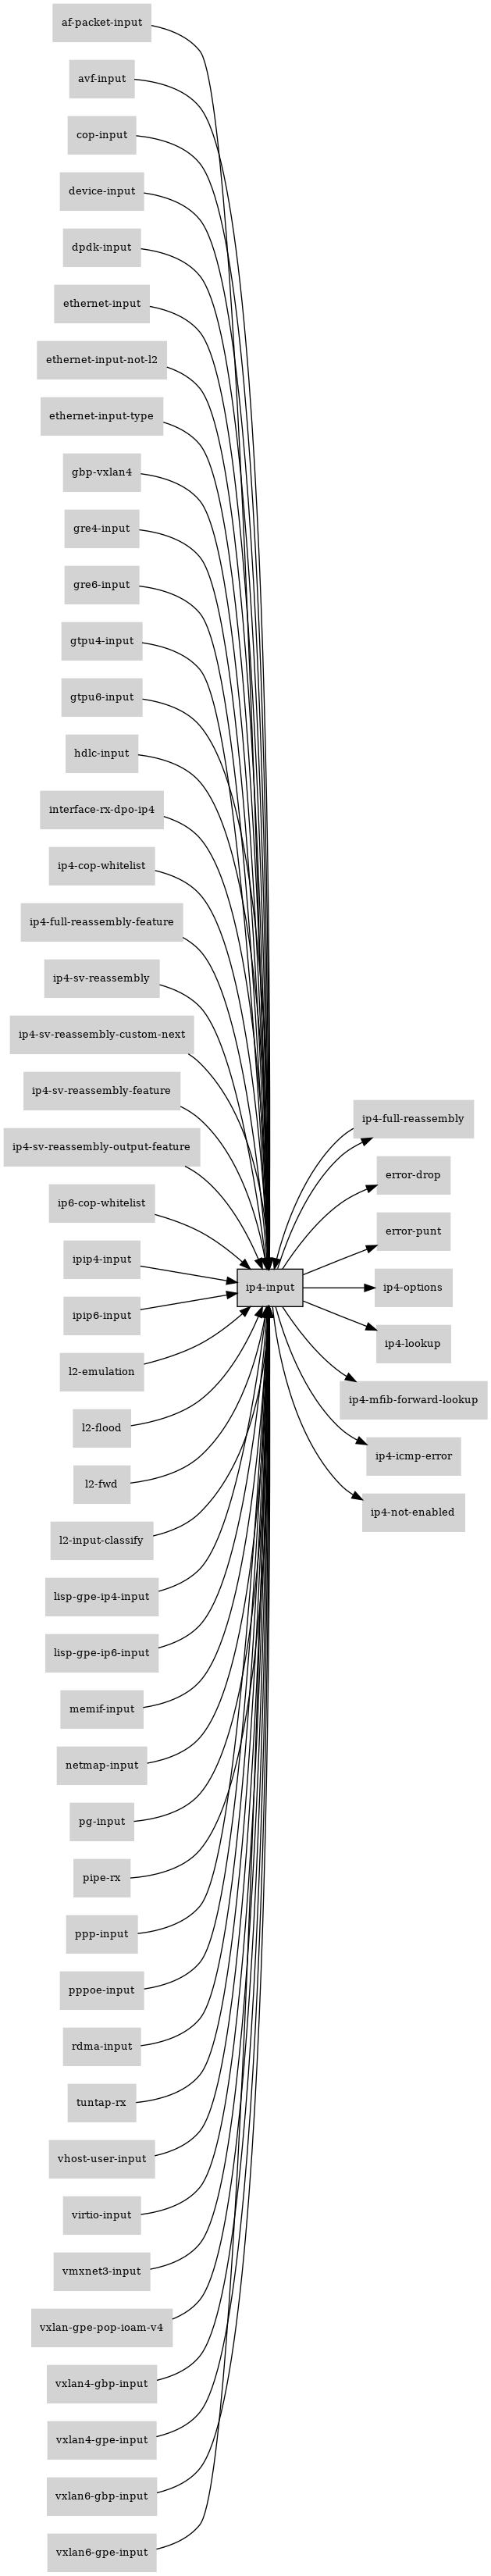 af-packet-input
avf-input
cop-input
device-input
dpdk-input
ethernet-input
ethernet-input-not-l2
ethernet-input-type
gbp-vxlan4
gre4-input
gre6-input
gtpu4-input
gtpu6-input
hdlc-input
interface-rx-dpo-ip4
ip4-cop-whitelist
ip4-full-reassembly-feature
ip4-sv-reassembly
ip4-sv-reassembly-custom-next
ip4-sv-reassembly-feature
ip4-sv-reassembly-output-feature
ip6-cop-whitelist
ipip4-input
ipip6-input
l2-emulation
l2-flood
l2-fwd
l2-input-classify
lisp-gpe-ip4-input
lisp-gpe-ip6-input
memif-input
netmap-input
pg-input
pipe-rx
ppp-input
pppoe-input
rdma-input
tuntap-rx
vhost-user-input
virtio-input
vmxnet3-input
vxlan-gpe-pop-ioam-v4
vxlan4-gbp-input
vxlan4-gpe-input
vxlan6-gbp-input
vxlan6-gpe-input
ip4-input
ip4-full-reassembly
error-drop
error-punt
ip4-options
ip4-lookup
ip4-mfib-forward-lookup
ip4-icmp-error
ip4-not-enabled